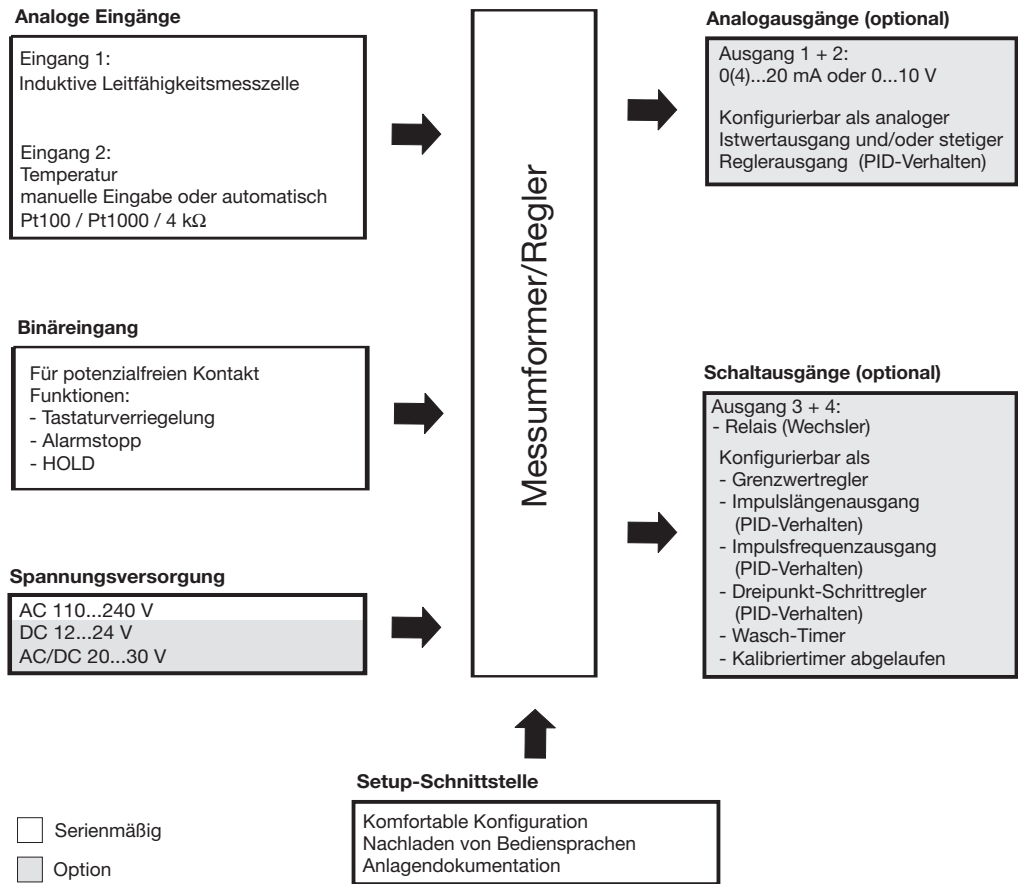 Analoge Eingänge
Eingang 1:
Induktive Leitfähigkeitsmesszelle
Eingang 2:
Temperatur
manuelle Eingabe oder automatisch
Pt100 / Pt1000 / 4 kΩ
Binäreingang
Für potenzialfreien Kontakt
Funktionen:
- Tastaturverriegelung
- Alarmstopp
- HOLD
Spannungsversorgung
AC 110...240 V
DC 12...24 V
AC/DC 20...30 V
Messumformer/Regler
Analogausgänge (optional)
Ausgang 1 + 2:
0(4)...20 mA oder 0...10 V
Konfigurierbar als analoger
Istwertausgang und/oder stetiger
Reglerausgang (PID-Verhalten)
Schaltausgänge (optional)
Ausgang 3 + 4:
- Relais (Wechsler)
Konfigurierbar als
- Grenzwertregler
- Impulslängenausgang
(PID-Verhalten)
- Impulsfrequenzausgang
(PID-Verhalten)
- Dreipunkt-Schrittregler
(PID-Verhalten)
- Wasch-Timer
- Kalibriertimer abgelaufen
Setup-Schnittstelle
Komfortable Konfiguration
Nachladen von Bediensprachen
Anlagendokumentation
Serienmäßig
Option